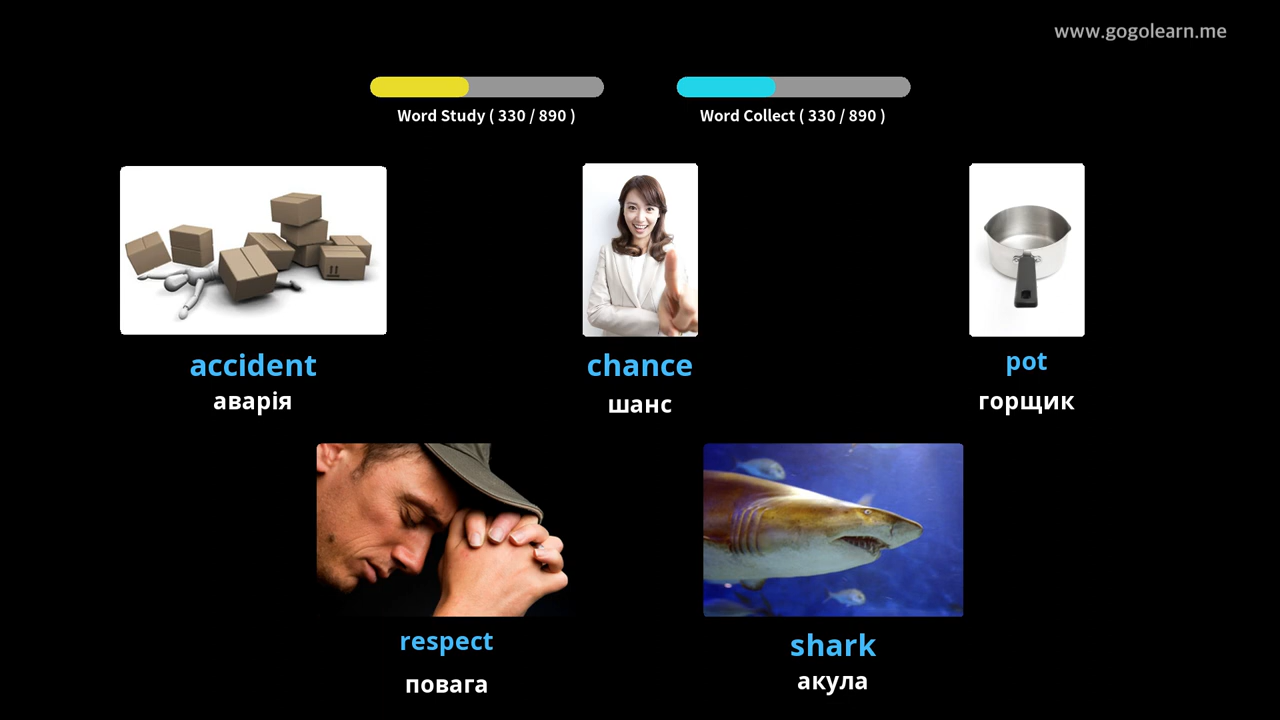 www.gogolearn.me
Word Study ( 330 / 890 )
Word Collect ( 330 / 890 )
accident
аварія
chance
шанс
pot
горщик
respect
повага
shark
акула